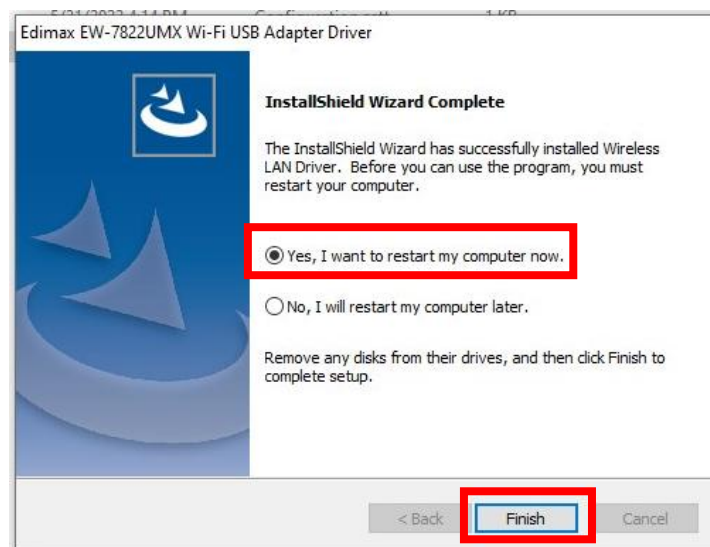 Edimax EW-7822UMX Wi-Fi USB Adapter Driver
InstallShield Wizard Complete
The InstallShield Wizard has successfully installed Wireless
LAN Driver. Before you can use the program, you must
restart your computer.
Yes, I want to restart my computer now.
No, I will restart my computer later.
Remove any disks from their drives, and then click Finish to
complete setup.
< Back
Finish
Cancel